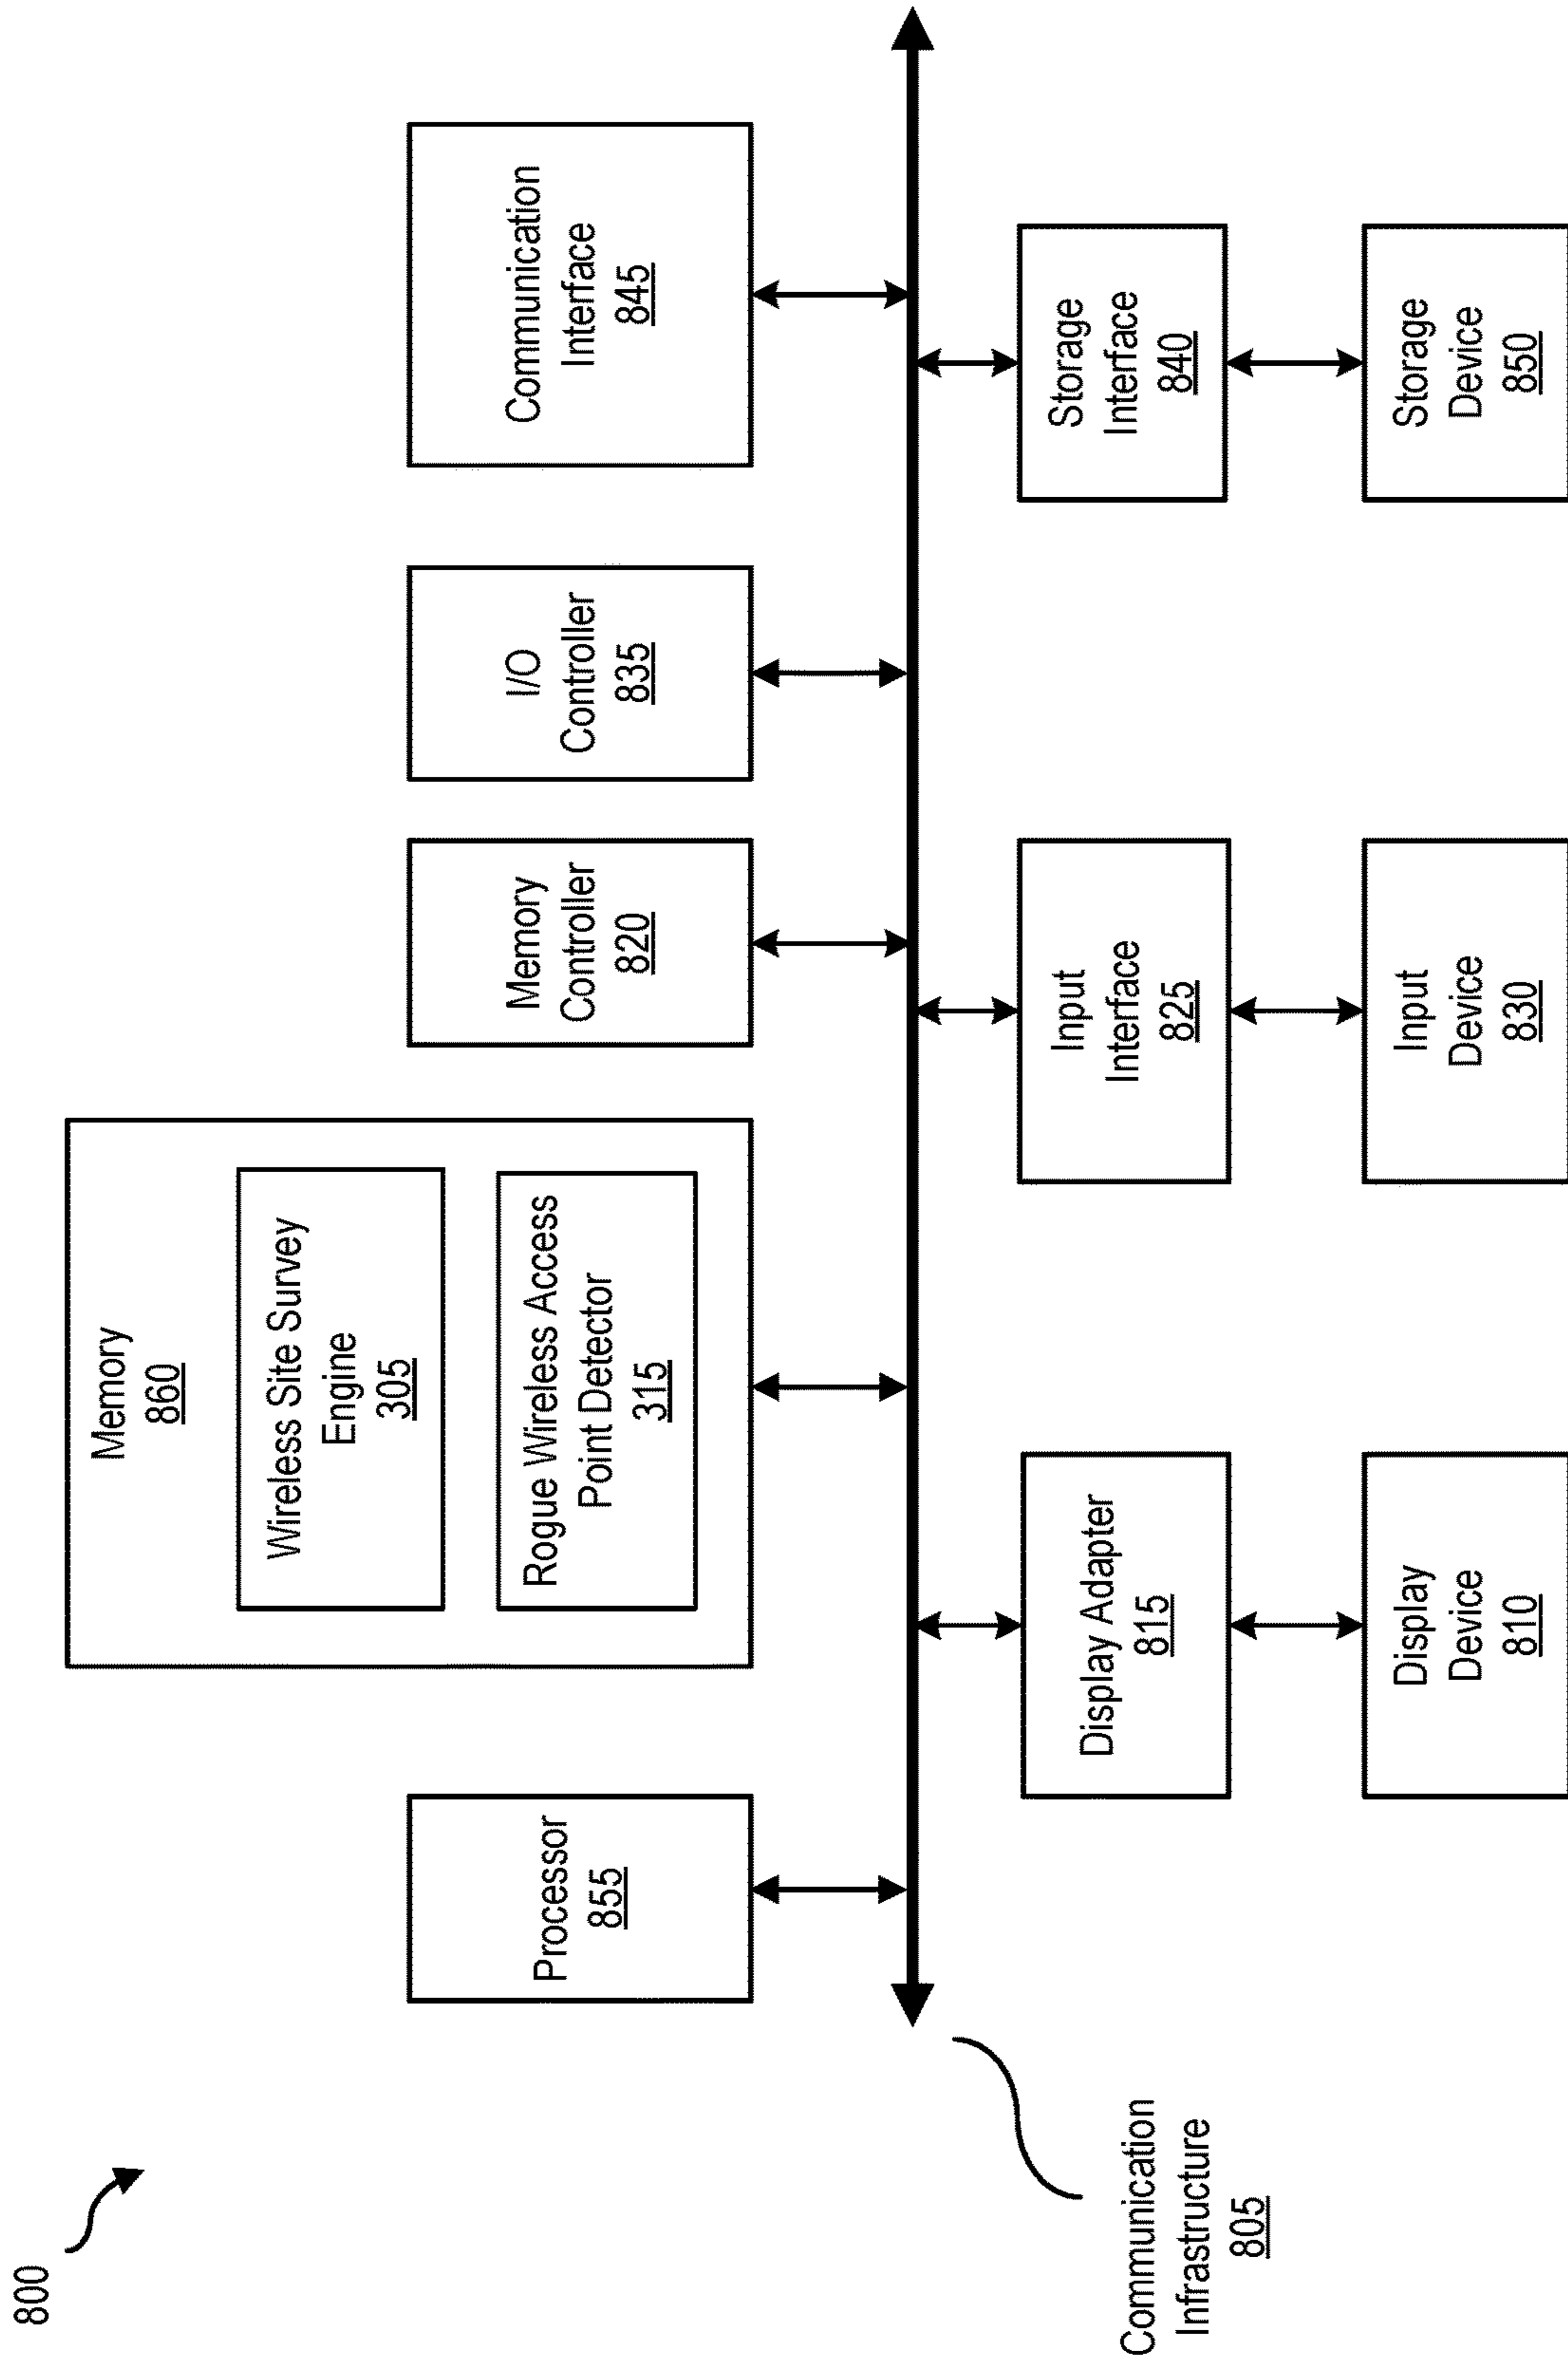 800
Processor
855
Memory
860
Wireless Site Survey
Engine
305
Rogue Wireless Access
Point Detector
315
Memory
Controller
820
I/O
Controller
835
Communication
Interface
845
Communication
Infrastructure
805
Display Adapter
815
Display
Device
810
Input
Interface
825
Input
Device
830
Storage
Interface
840
Storage
Device
850